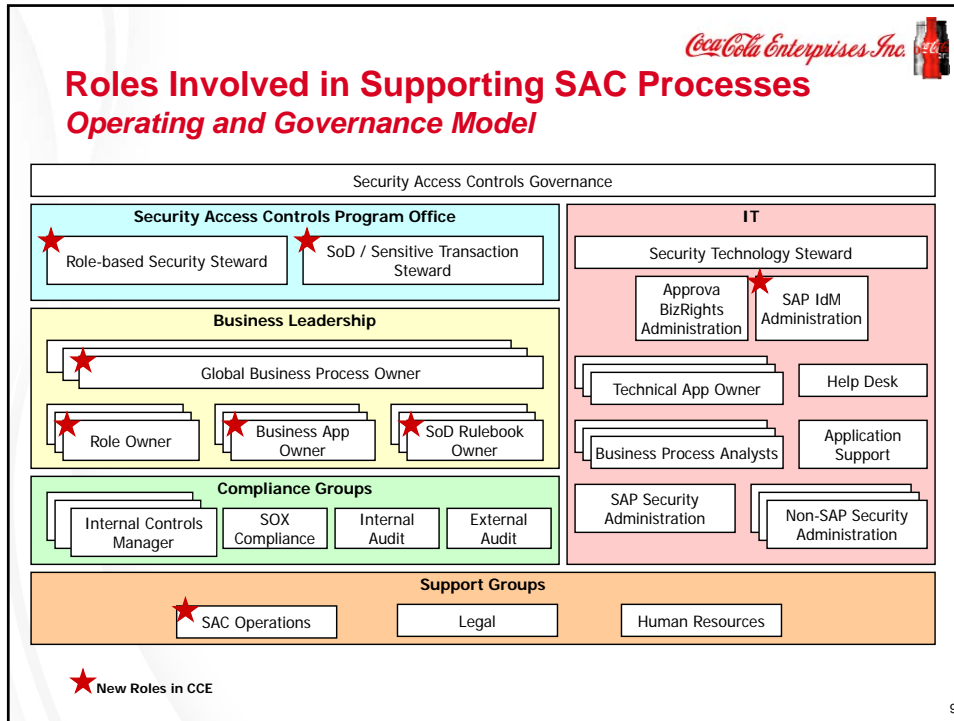 Coca-Cola Enterprises Inc.
Roles Involved in Supporting SAC Processes
Operating and Governance Model
Security Access Controls Governance
Security Access Controls Program Office
Role-based Security Steward
SoD / Sensitive Transaction
Steward
Business Leadership
Global Business Process Owner
Role Owner
Business App
Owner
SoD Rulebook
Owner
Compliance Groups
Internal Controls
Manager
SOX
Compliance
Internal
Audit
External
Audit
IT
Security Technology Steward
Approva
BizRights
Administration
SAP IdM
Administration
Technical App Owner
Help Desk
Business Process Analysts
Application
Support
SAP Security
Administration
Non-SAP Security
Administration
Support Groups
SAC Operations
Legal
Human Resources
New Roles in CCE
9